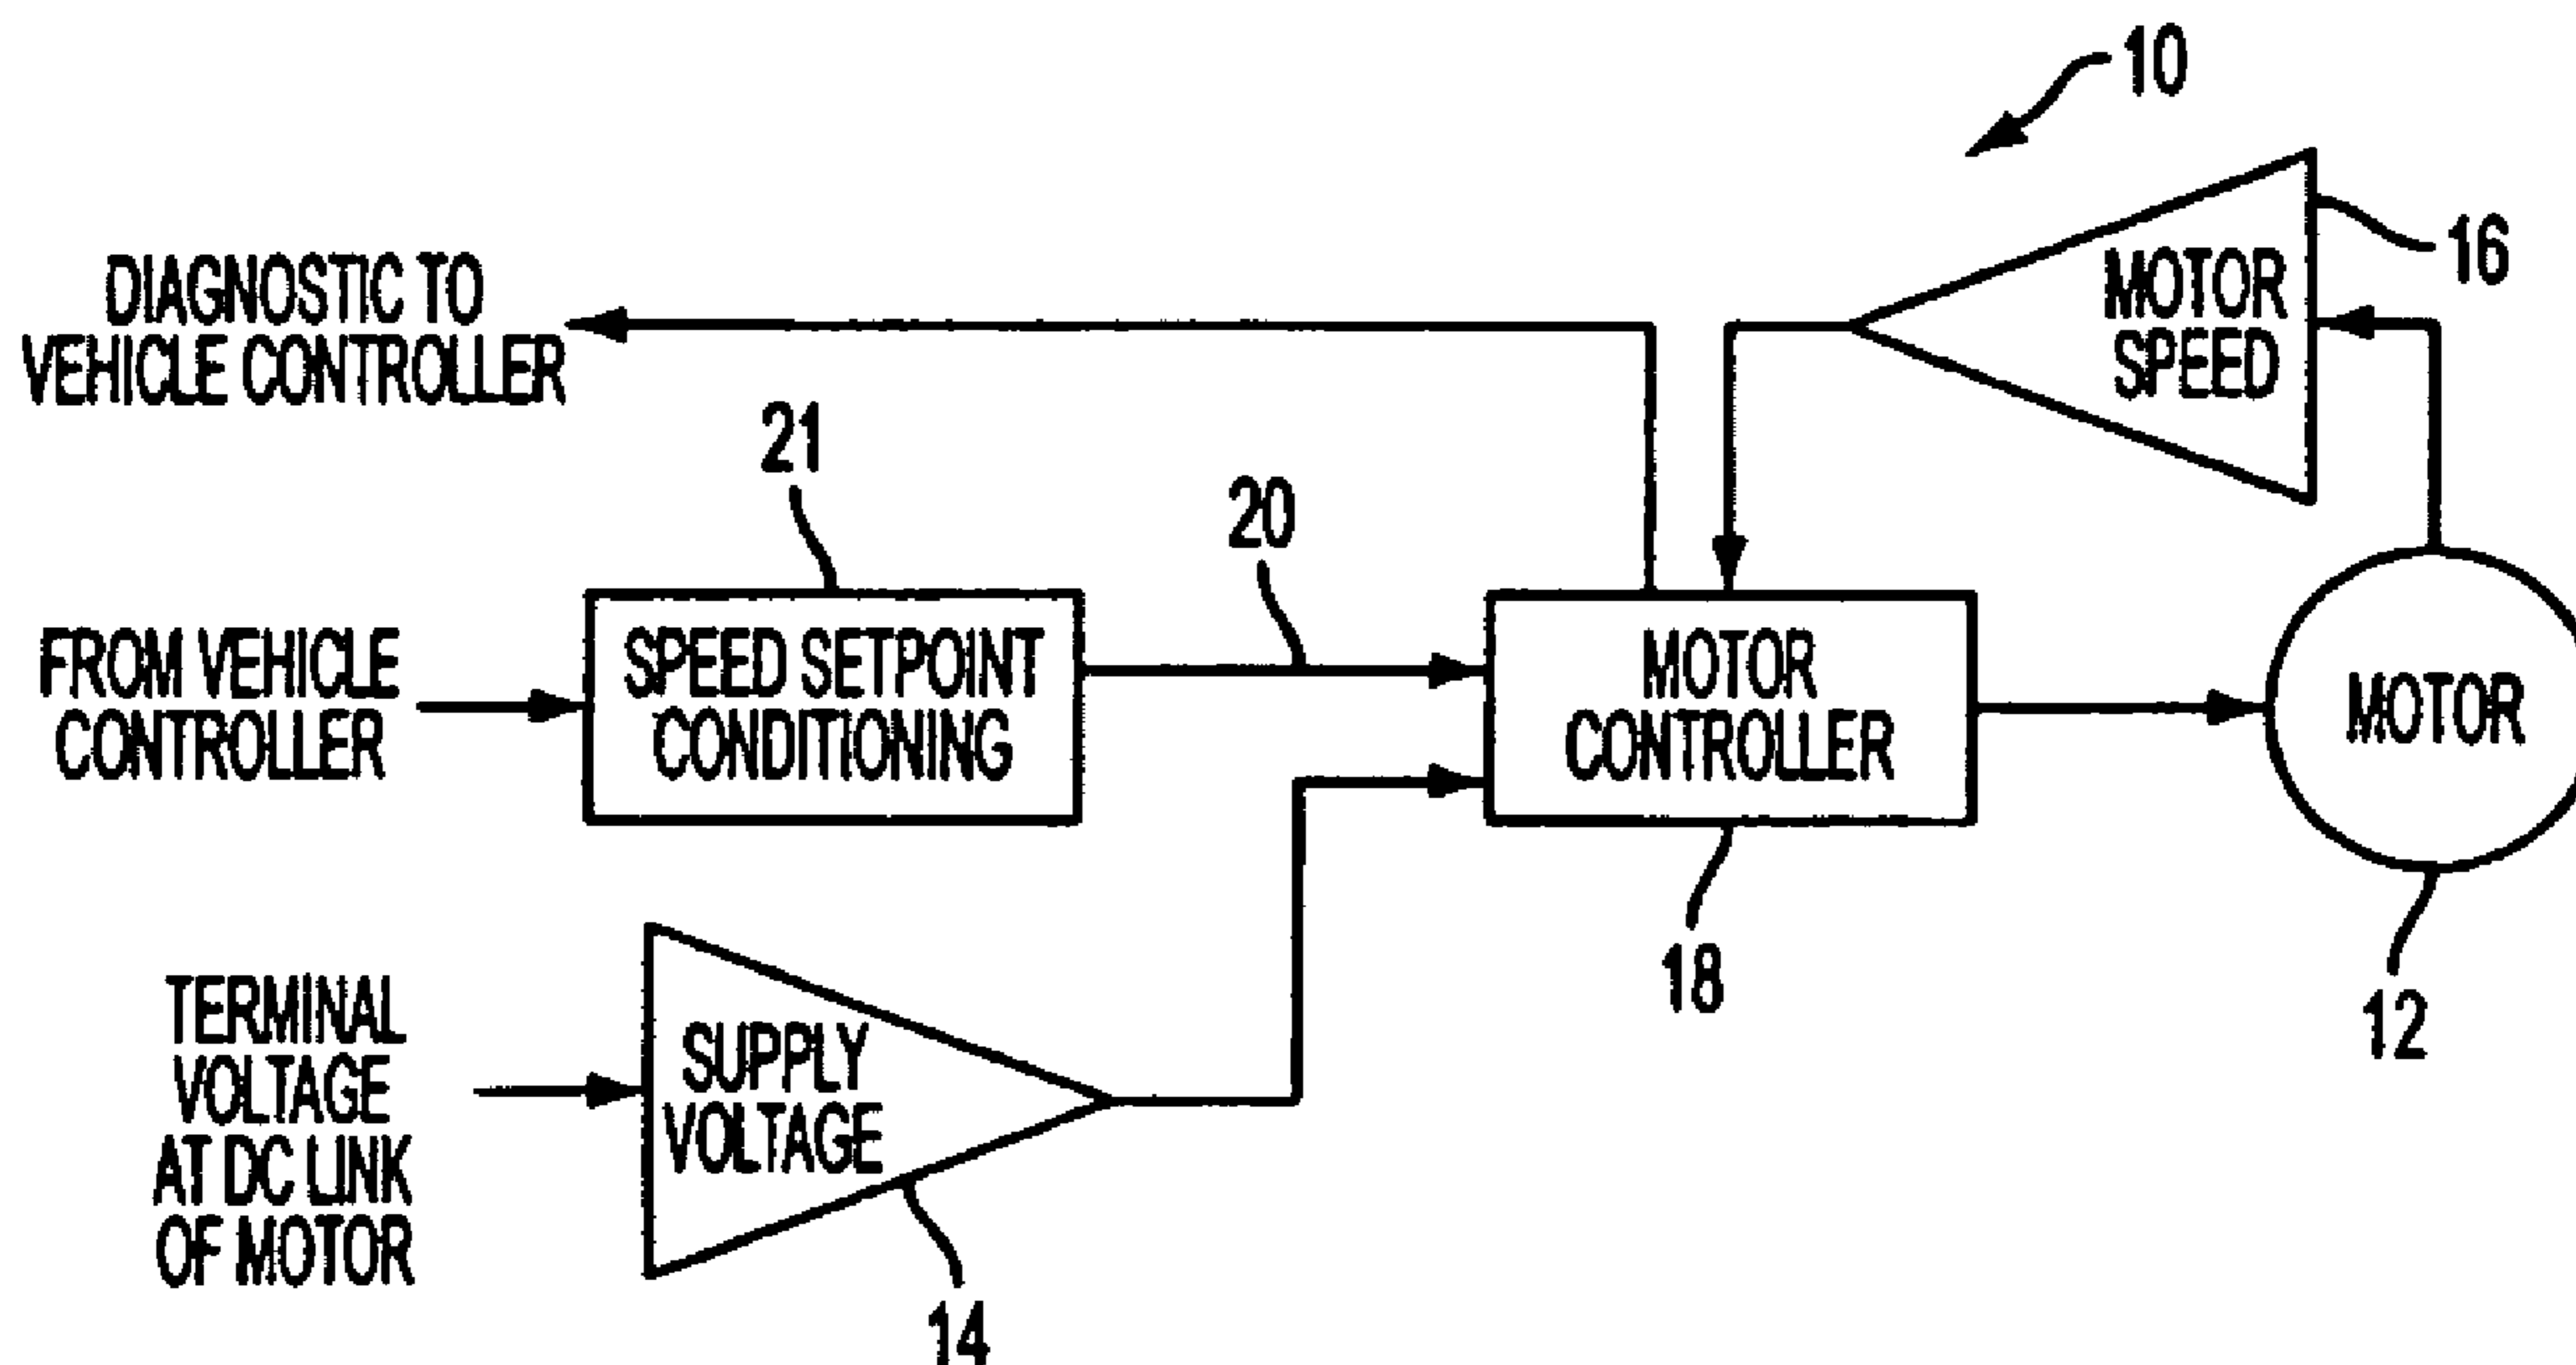 10
16
MOTOR
SPEED
DIAGNOSTIC TO
VEHICLE CONTROLLER
21
20
FROM VEHICLE
CONTROLLER
SPEED SETPOINT
CONDITIONING
MOTOR
CONTROLLER
MOTOR
18
12
TERMINAL
VOLTAGE
AT DC LINK
OF MOTOR
SUPPLY
VOLTAGE
14